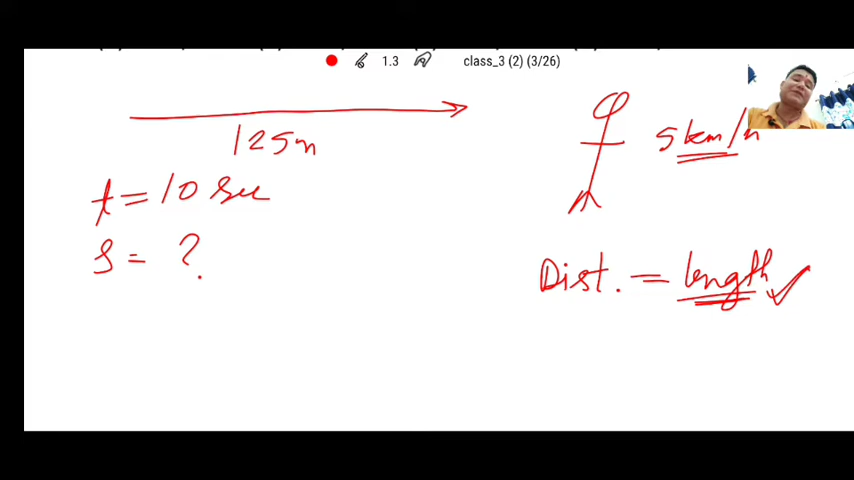 1.3 class_3 (2) (3/26)
125m
5km/h
t = 10 sec
S = ?
Dist. = length ✓